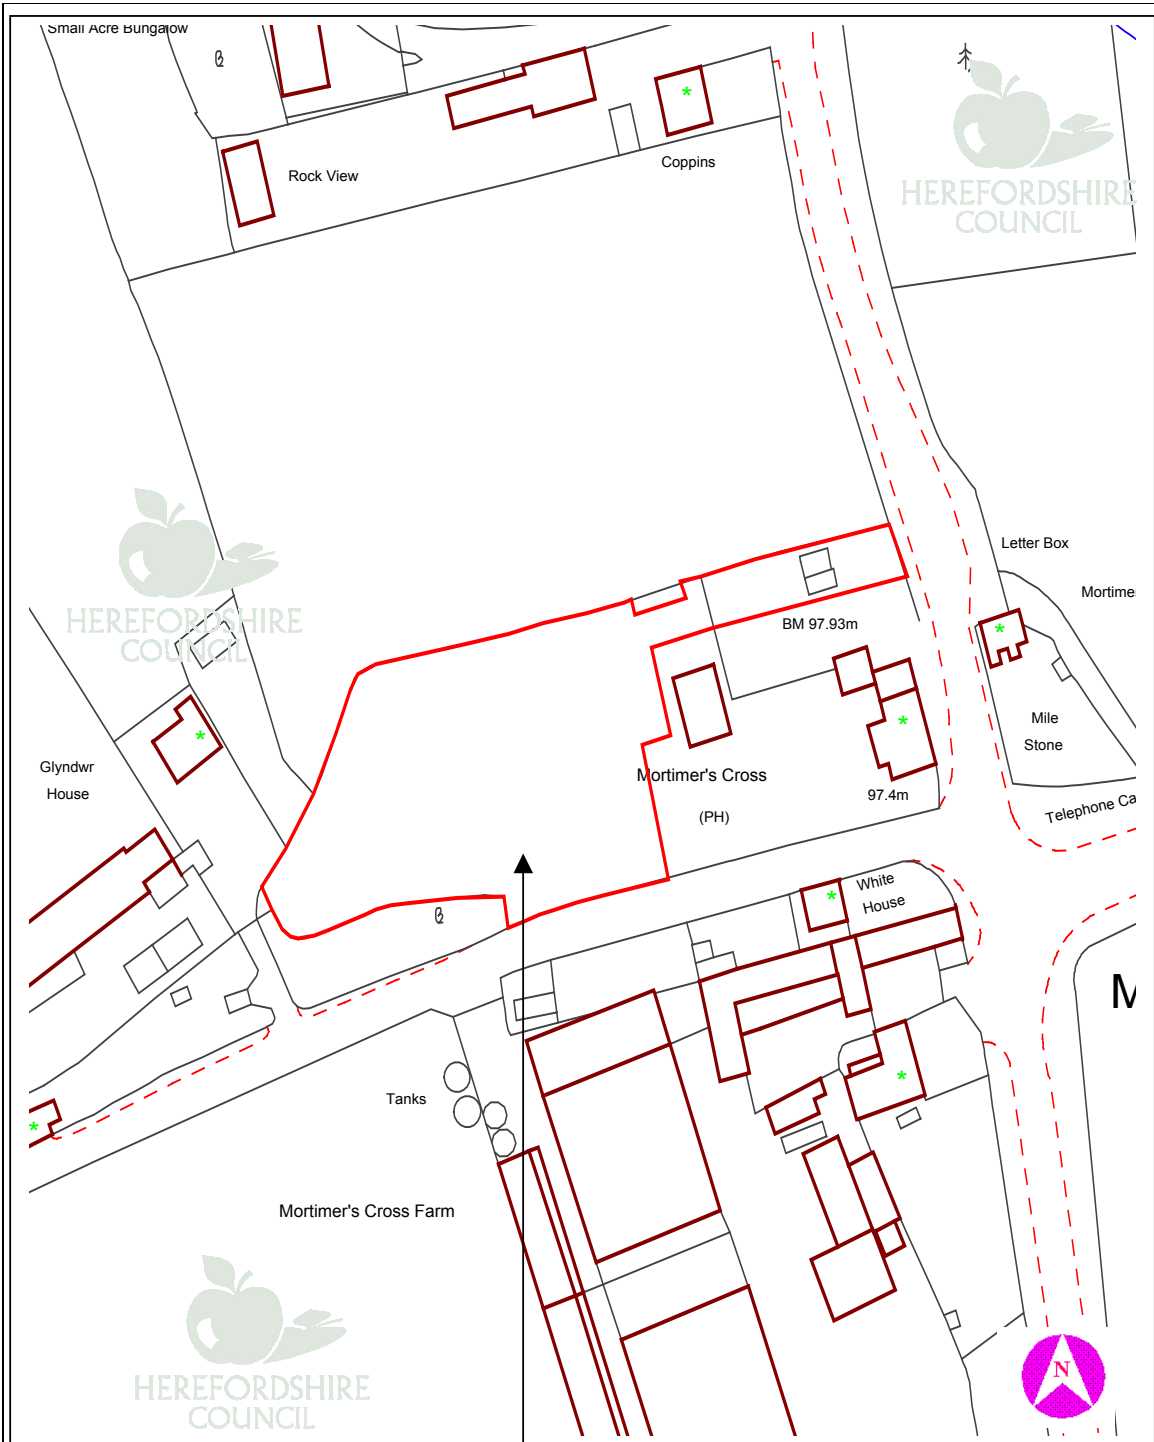 Small Acre Bungalow
Rock View
Coppins
HEREFORDSHIRE
COUNCIL
Letter Box
Mortime
HEREFORDSHIRE
COUNCIL
BM 97.93m
Mile
Stone
Glyndwr
House
Mortimer's Cross
(PH)
97.4m
Telephone Ca
White
House
M
Tanks
Mortimer's Cross Farm
HEREFORDSHIRE
COUNCIL
N